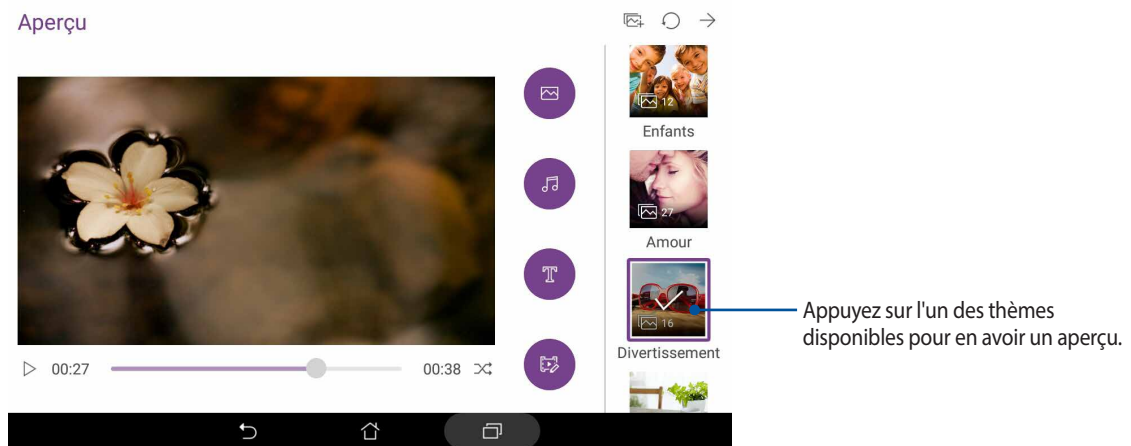 Aperçu
12
Enfants
27
Amour
16
Divertissement
00:27
00:38
T
Appuyez sur l'un des thèmes
disponibles pour en avoir un aperçu.